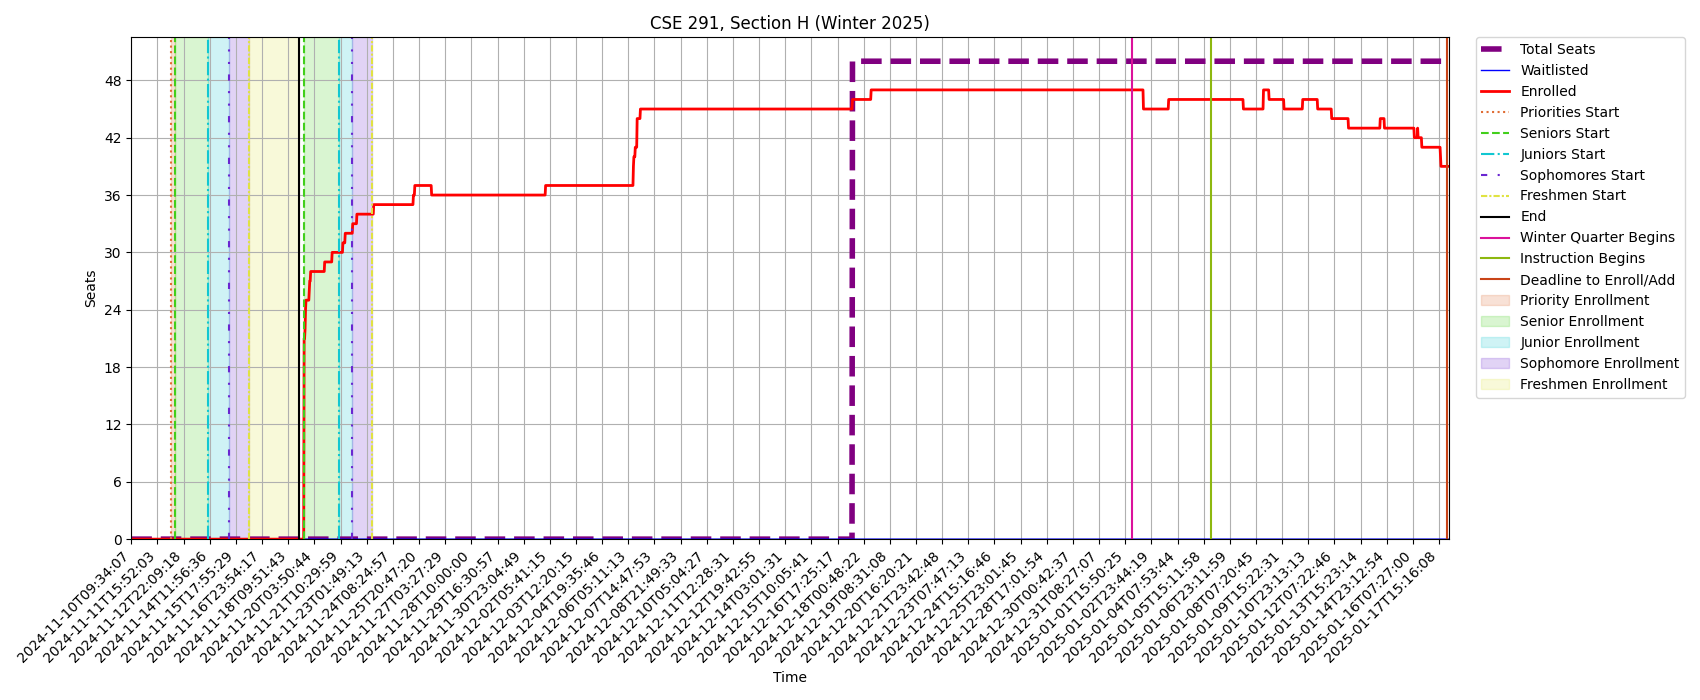 CSE 291, Section H (Winter 2025)
Seats
48
42
36
30
24
18
12
6
0
2024-11-10T09:34:07
2024-11-11T15:52:03
2024-11-12T22:09:18
2024-11-14T11:56:36
2024-11-15T17:55:29
2024-11-16T23:54:17
2024-11-18T09:51:43
2024-11-20T03:50:44
2024-11-21T10:29:59
2024-11-23T01:49:13
2024-11-24T08:24:57
2024-11-25T20:47:20
2024-11-27T03:27:29
2024-11-28T10:00:00
2024-11-29T16:30:57
2024-11-30T23:04:49
2024-12-02T05:41:15
2024-12-03T12:20:15
2024-12-04T19:35:46
2024-12-06T05:11:13
2024-12-07T14:47:53
2024-12-08T21:49:33
2024-12-10T05:04:27
2024-12-11T12:28:31
2024-12-12T19:42:55
2024-12-14T03:01:31
2024-12-15T10:05:41
2024-12-16T17:25:17
2024-12-18T00:48:22
2024-12-19T08:31:08
2024-12-20T16:20:21
2024-12-21T23:42:48
2024-12-23T07:47:13
2024-12-24T15:16:46
2024-12-25T23:01:45
2024-12-28T17:01:54
2024-12-30T00:42:37
2024-12-31T08:27:07
2025-01-01T15:50:25
2025-01-02T23:44:19
2025-01-04T07:53:44
2025-01-05T15:11:58
2025-01-06T23:11:59
2025-01-08T07:20:45
2025-01-09T15:22:31
2025-01-10T23:13:13
2025-01-12T07:22:46
2025-01-13T15:23:14
2025-01-14T23:12:54
2025-01-16T07:27:00
2025-01-17T15:16:08
Time
Total Seats
Waitlisted
Enrolled
Priorities Start
Seniors Start
Juniors Start
Sophomores Start
Freshmen Start
End
Winter Quarter Begins
Instruction Begins
Deadline to Enroll/Add
Priority Enrollment
Senior Enrollment
Junior Enrollment
Sophomore Enrollment
Freshmen Enrollment